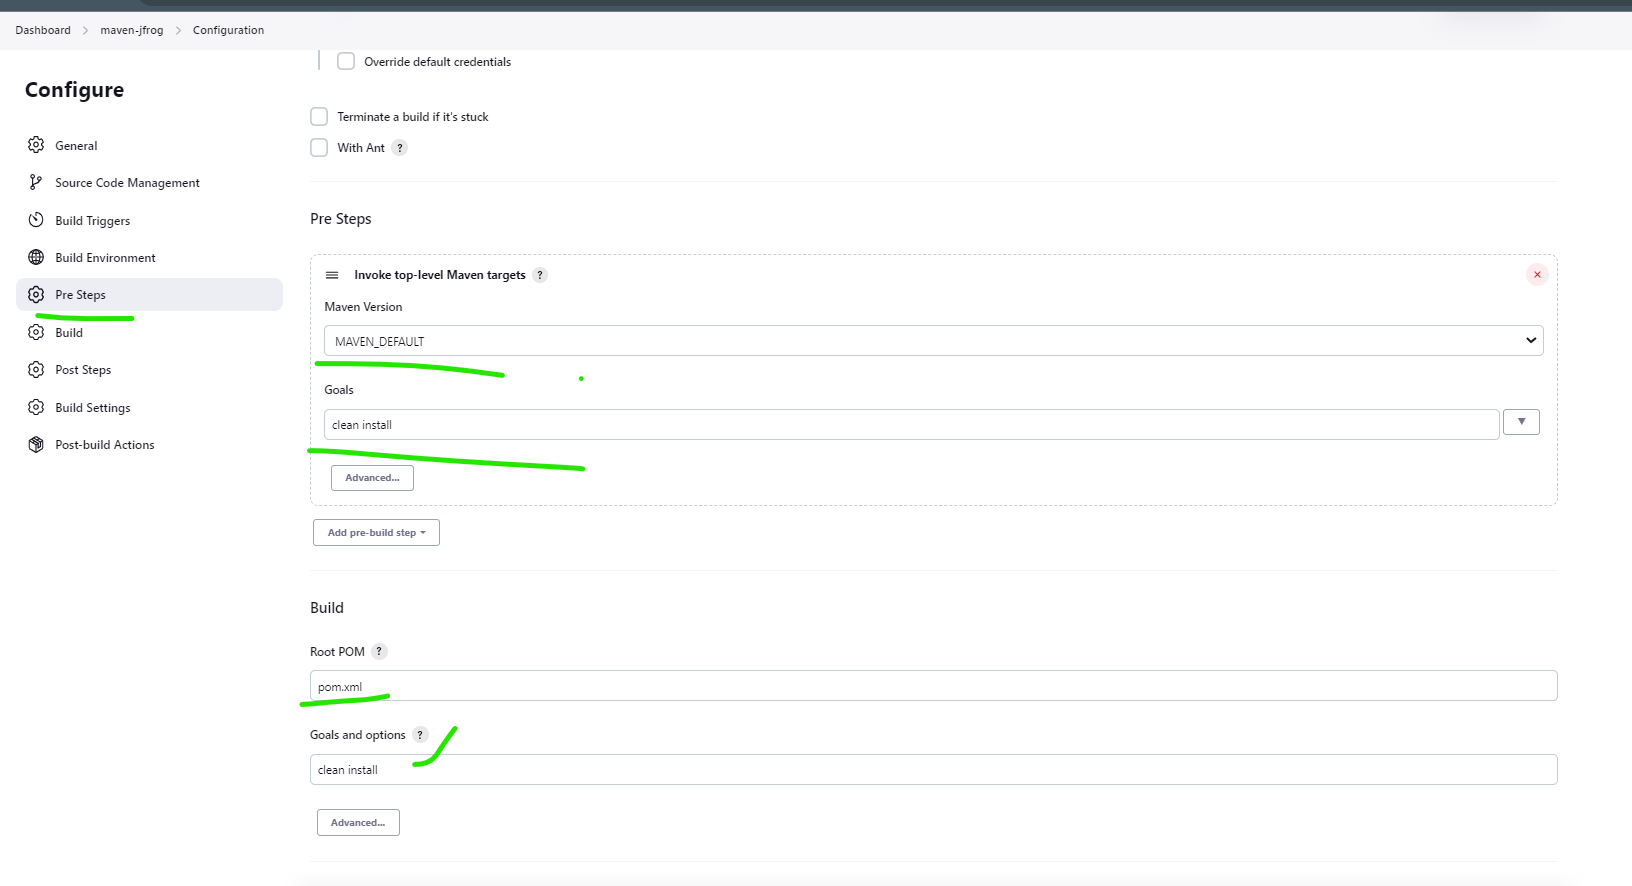 Dashboard > maven-jfrog > Configuration
Configure
General
Source Code Management
Build Triggers
Build Environment
Pre Steps
Build
Post Steps
Build Settings
Post-build Actions
Override default credentials
Terminate a build if it's stuck
With Ant ?
Pre Steps
Invoke top-level Maven targets ?
Maven Version
MAVEN_DEFAULT
Goals
clean install
Advanced...
Add pre-build step
Build
Root POM ?
pom.xml
Goals and options ?
clean install
Advanced...